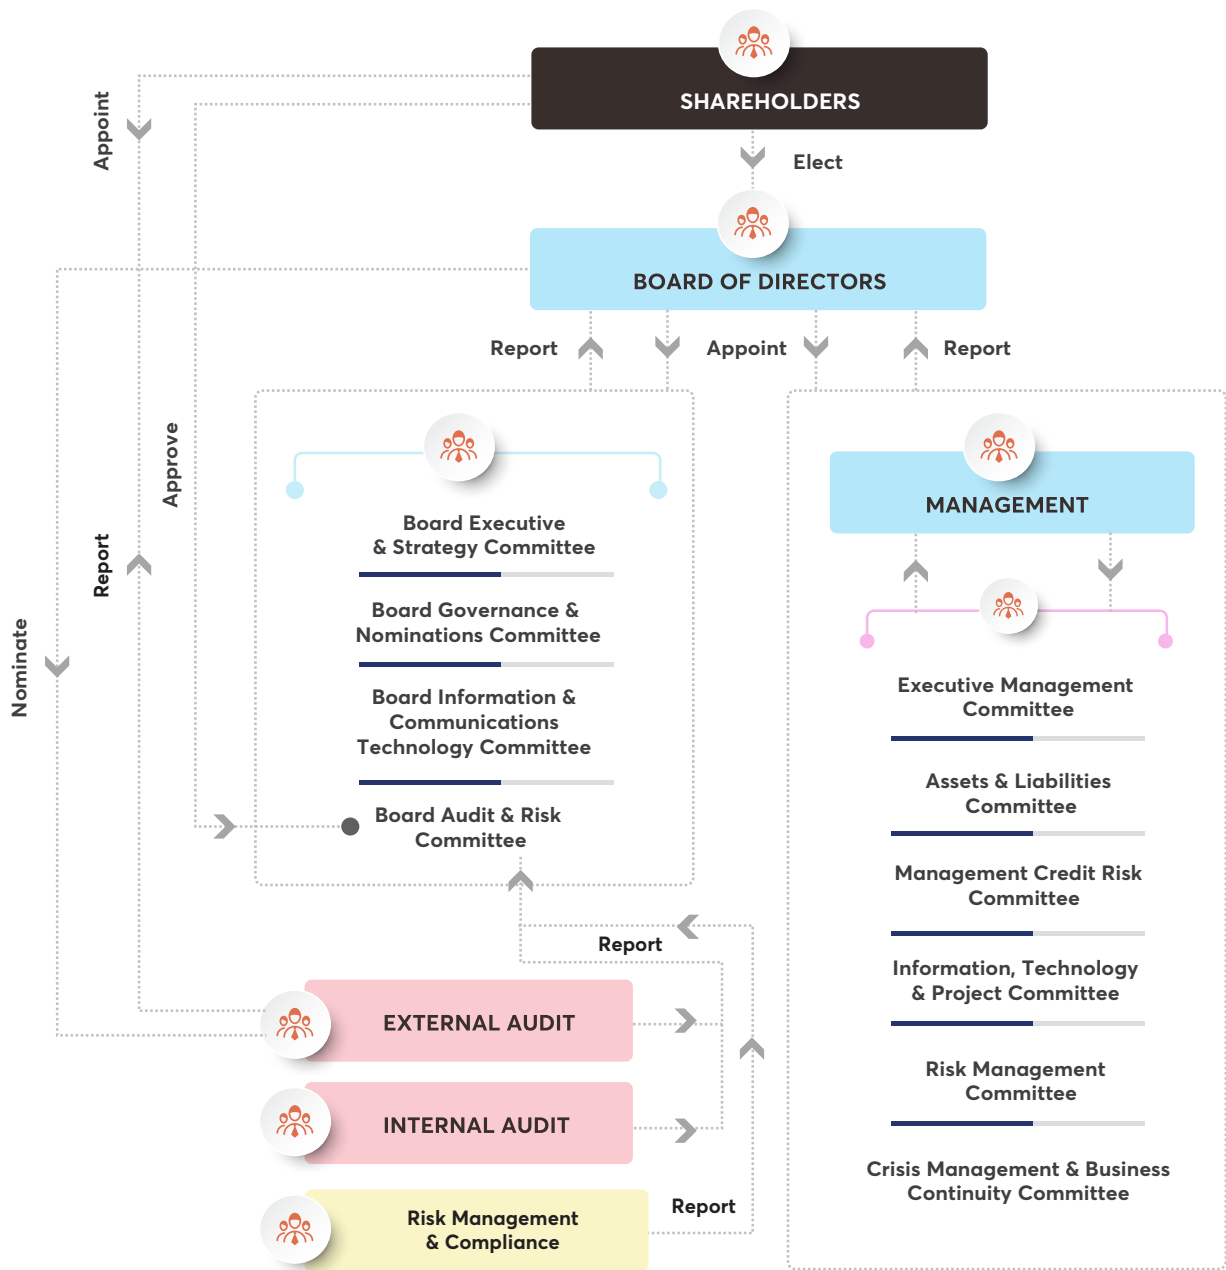 SHAREHOLDERS
Appoint
Elect
BOARD OF DIRECTORS
Report
Appoint
Report
Approve
Report
Nominate
Board Executive
& Strategy Committee
Board Governance &
Nominations Committee
Board Information &
Communications
Technology Committee
Board Audit & Risk
Committee
MANAGEMENT
Executive Management
Committee
Assets & Liabilities
Committee
Management Credit Risk
Committee
Information, Technology
& Project Committee
Risk Management
Committee
Crisis Management & Business
Continuity Committee
Report
EXTERNAL AUDIT
INTERNAL AUDIT
Risk Management
& Compliance
Report